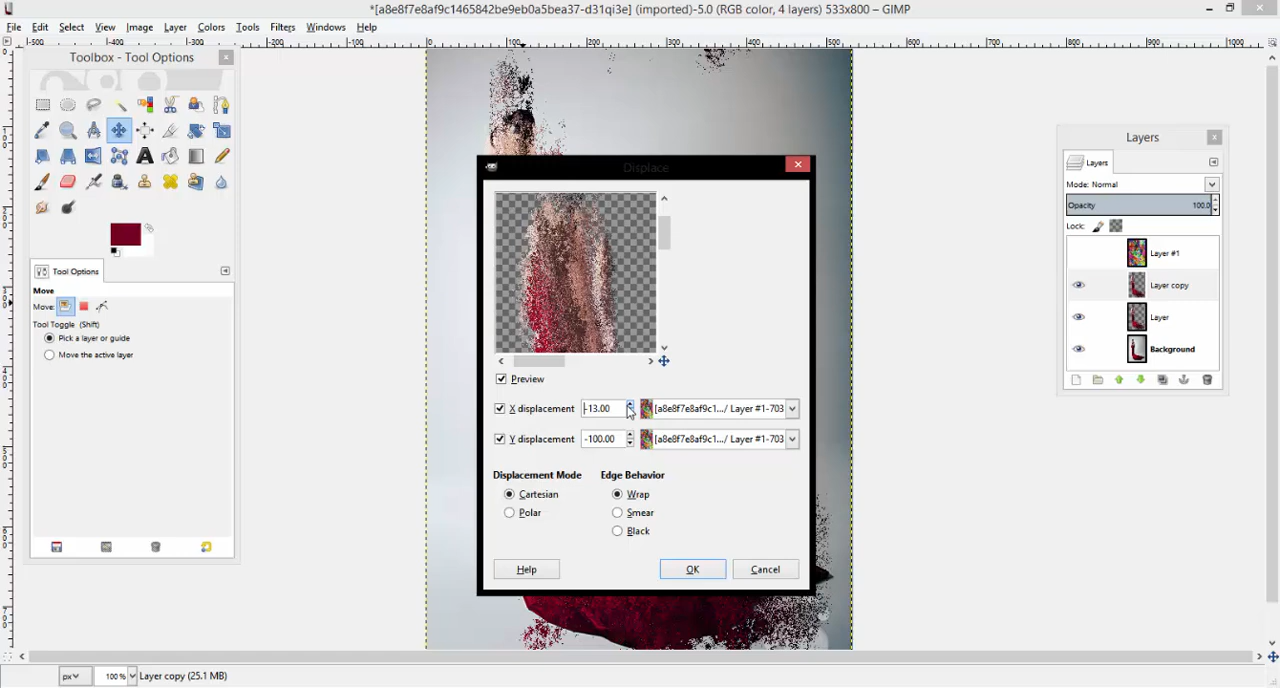 *[a8e8f7e8af9c1465842be9eb0a5bea37-d31qi3e] (imported)-5.0 (RGB color, 4 layers) 533x800 – GIMP
File Edit Select View Image Layer Colors Tools Filters Windows Help
-500 -400 -300 -200 -100 0 100 200 300 400 500 600 700 800 900 1000
Toolbox - Tool Options
Tool Options
Move
Move:
Tool Toggle (Shift)
Pick a layer or guide
Move the active layer
Displace
Preview
X displacement -13.00 [a8e8f7e8af9c1.../ Layer #1-703
Y displacement -100.00 [a8e8f7e8af9c1.../ Layer #1-703
Displacement Mode Edge Behavior
Cartesian Wrap
Polar Smear
Black
Help OK Cancel
Layers
Layers
Mode: Normal
Opacity 100.0
Lock:
Layer #1
Layer copy
Layer
Background
px 100 % Layer copy (25.1 MB)